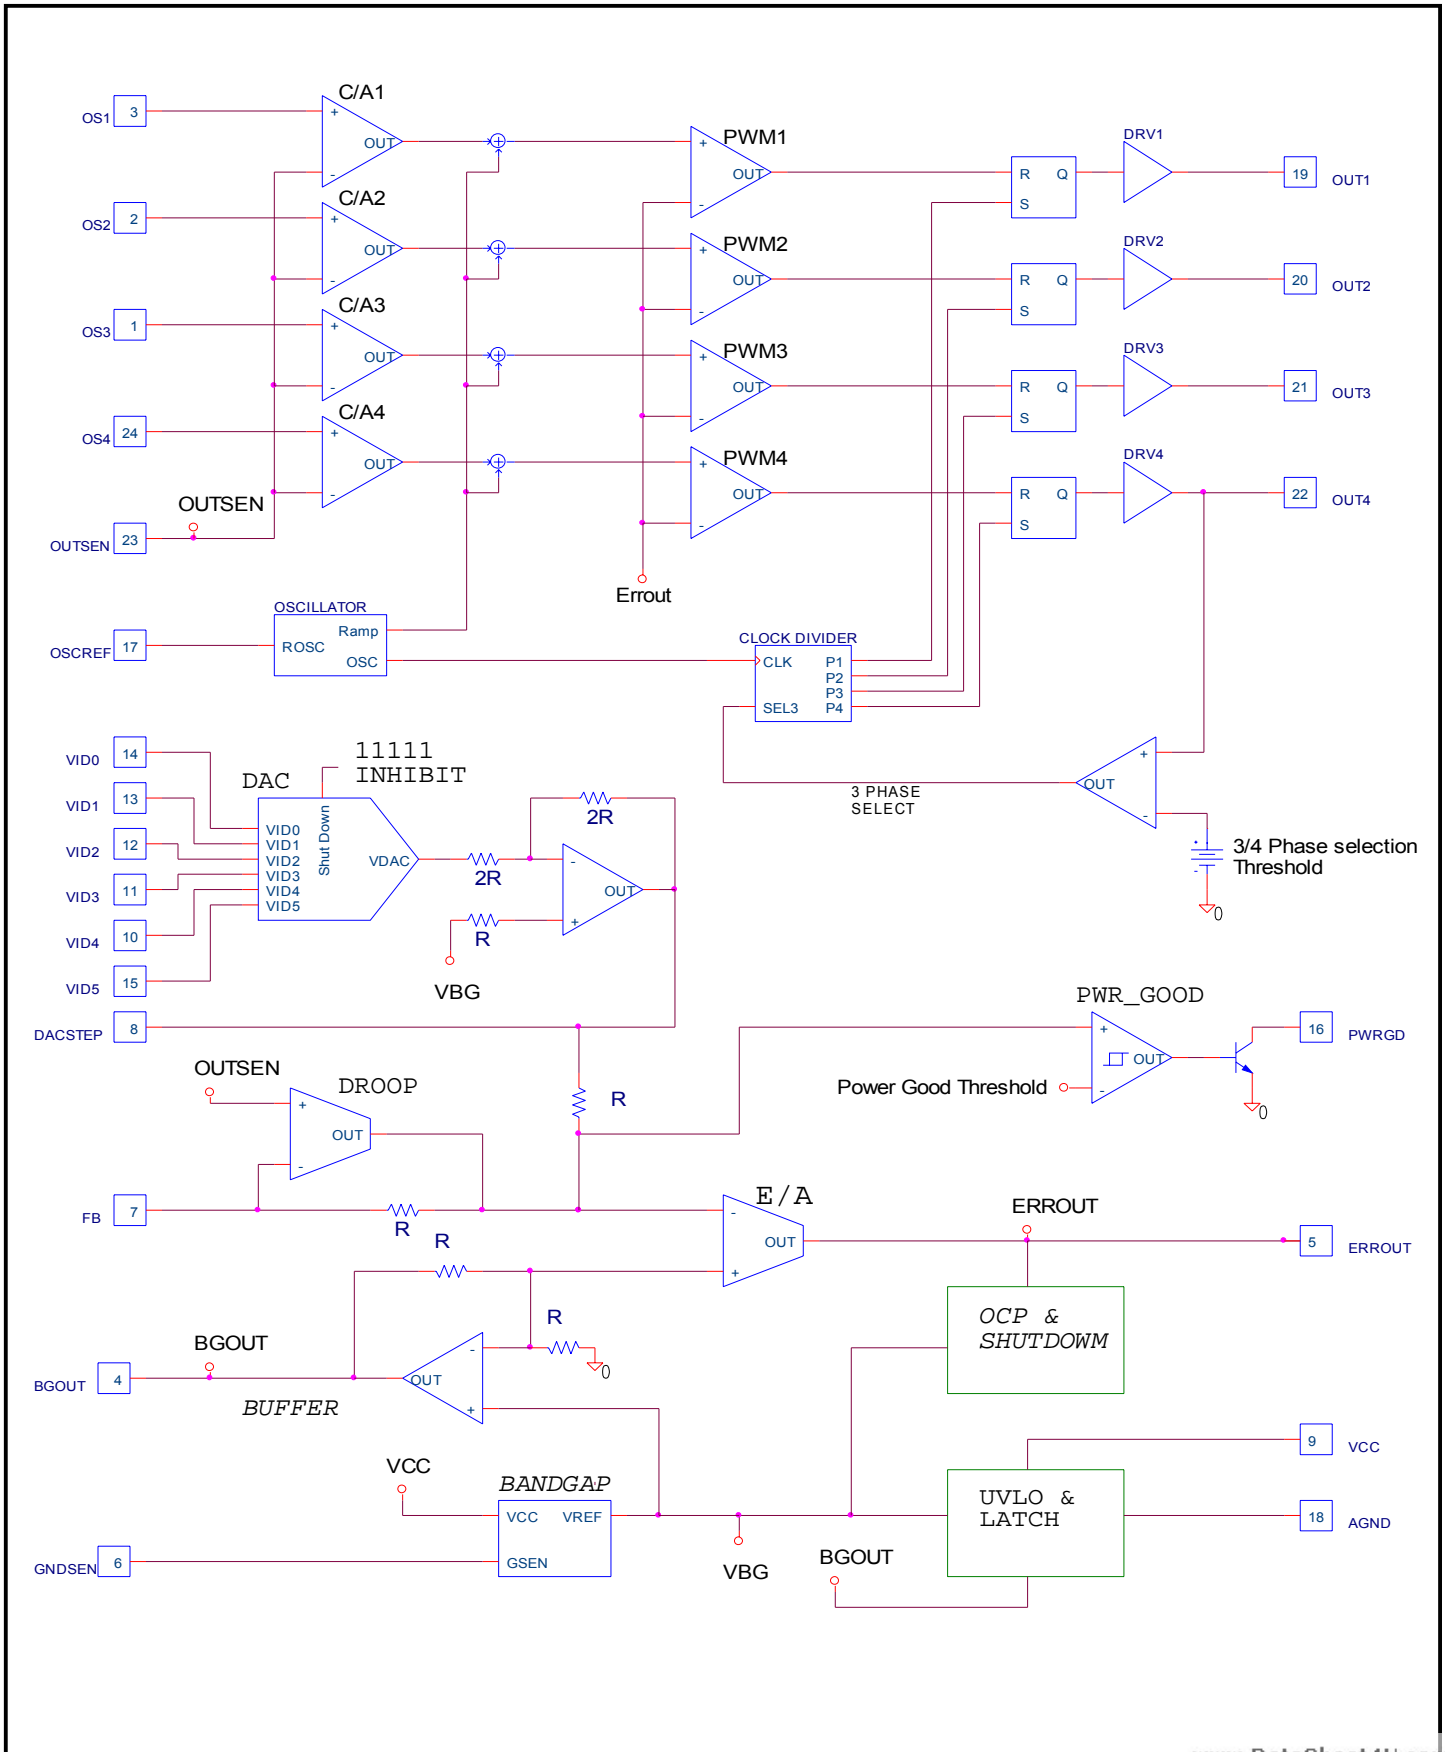 C/A1
OS1 3 + OUT -
PWM1
+ OUT -
DRV1
R Q S
19 OUT1
C/A2
OS2 2 + OUT -
PWM2
+ OUT -
DRV2
R Q S
20 OUT2
C/A3
OS3 1 + OUT -
PWM3
+ OUT -
DRV3
R Q S
21 OUT3
C/A4
OS4 24 + OUT -
PWM4
+ OUT -
DRV4
R Q S
22 OUT4
OUTSEN
OUTSEN 23
Errout
OSCILLATOR
Ramp
OSCREF 17 ROSC
OSC
CLOCK DIVIDER
CLK P1
P2
P3
SEL3 P4
+ OUT -
3 PHASE
SELECT
3/4 Phase selection
Threshold
+
-
0
11111
INHIBIT
DAC
Shut Down
VID0 14
VID1 13
VID2 12
VID3 11
VID4 10
VID5 15
VID0
VID1
VID2
VID3
VID4
VID5
VDAC
2R
2R
- OUT +
R
VBG
DACSTEP 8
PWR_GOOD
+ OUT -
16 PWRGD
Power Good Threshold
0
OUTSEN
DROOP
+ OUT -
R
FB 7
R
E/A
- OUT +
ERROUT
5 ERROUT
R
R
0
OCP &
SHUTDOWM
BGOUT
BGOUT 4
- OUT +
BUFFER
9 VCC
VCC
BANDGAP
VCC VREF
GSEN
GNDSEN 6
VBG
UVLO &
LATCH
18 AGND
BGOUT